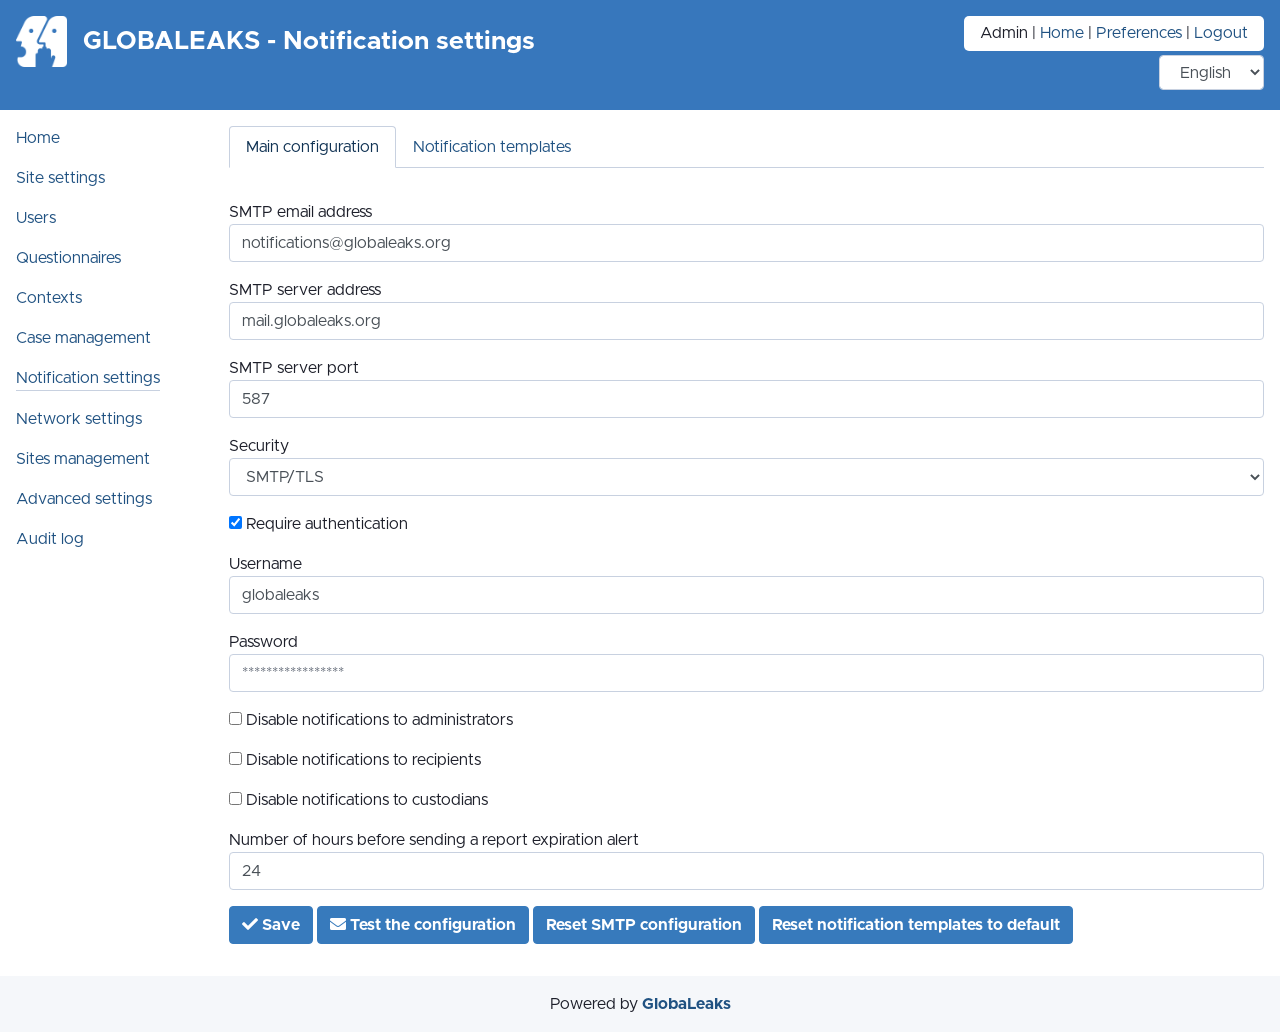 GLOBALEAKS - Notification settings
Admin | Home | Preferences | Logout
English
Home
Site settings
Users
Questionnaires
Contexts
Case management
Notification settings
Network settings
Sites management
Advanced settings
Audit log
Main configuration
Notification templates
SMTP email address
notifications@globaleaks.org
SMTP server address
mail.globaleaks.org
SMTP server port
587
Security
SMTP/TLS
Require authentication
Username
globaleaks
Password
*****************
Disable notifications to administrators
Disable notifications to recipients
Disable notifications to custodians
Number of hours before sending a report expiration alert
24
Save
Test the configuration
Reset SMTP configuration
Reset notification templates to default
Powered by GlobaLeaks